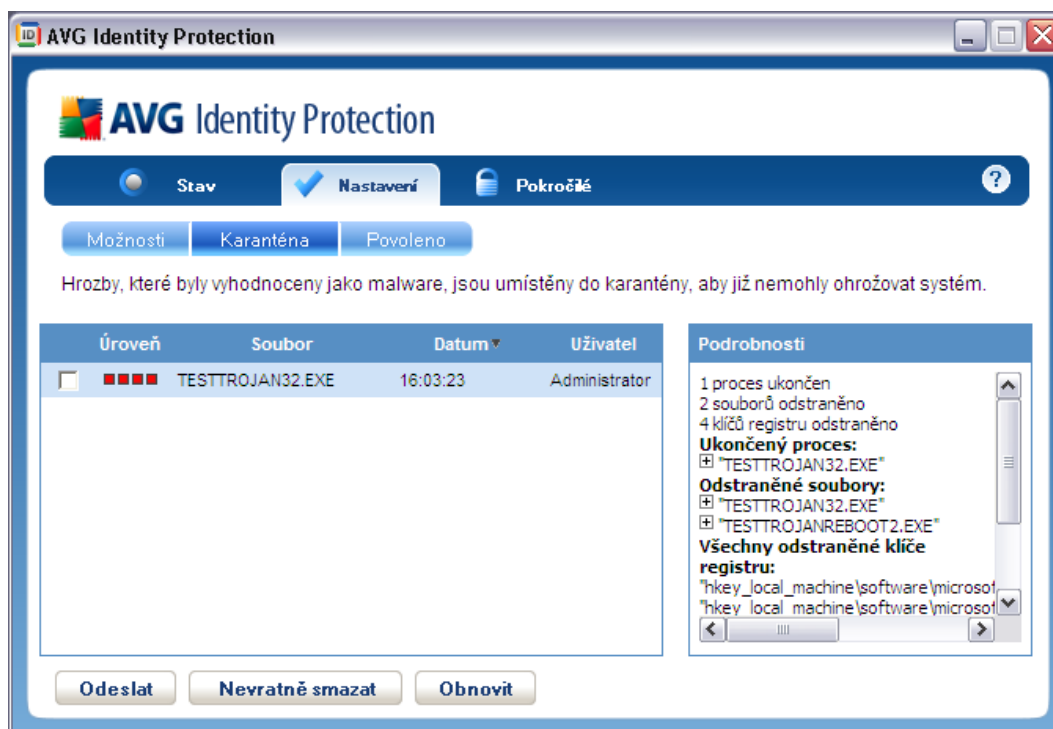 AVG Identity Protection
AVG Identity Protection
Stav
Nastavení
Pokročilé
?
Možnosti
Karanténa
Povoleno
Hrozby, které byly vyhodnoceny jako malware, jsou umístěny do karantény, aby již nemohly ohrožovat systém.
Úroveň Soubor Datum Uživatel
TESTTROJAN32.EXE 16:03:23 Administrator
Podrobnosti
1 proces ukončen
2 souborů odstraněno
4 klíčů registru odstraněno
Ukončený proces:
"TESTTROJAN32.EXE"
Odstraněné soubory:
"TESTTROJAN32.EXE"
"TESTTROJANREBOOT2.EXE"
Všechny odstraněné klíče
registru:
"hkey_local_machine\software\microsof
"hkey_local_machine\software\microsof
Odeslat
Nevratně smazat
Obnovit